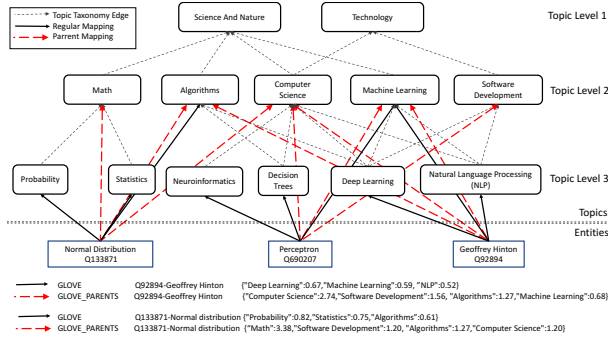 Topic Taxonomy Edge
Regular Mapping
Parrent Mapping
Science And Nature
Technology
Topic Level 1
Math
Algorithms
Computer
Science
Machine Learning
Software
Development
Topic Level 2
Probability
Statistics
Neuroinformatics
Decision
Trees
Deep Learning
Natural Language Processing
(NLP)
Topic Level 3
Topics
Entities
Normal Distribution
Q133871
Perceptron
Q690207
Geoffrey Hinton
Q92894
GLOVE Q92894-Geoffrey Hinton {"Deep Learning":0.67,"Machine Learning":0.59, "NLP":0.52}
GLOVE_PARENTS Q92894-Geoffrey Hinton {"Computer Science":2.74,"Software Development":1.56, "Algorithms":1.27,"Machine Learning":0.68}
GLOVE Q133871-Normal distribution {"Probability":0.82,"Statistics":0.75,"Algorithms":0.61}
GLOVE_PARENTS Q133871-Normal distribution {"Math":3.38,"Software Development":1.20, "Algorithms":1.27,"Computer Science":1.20}